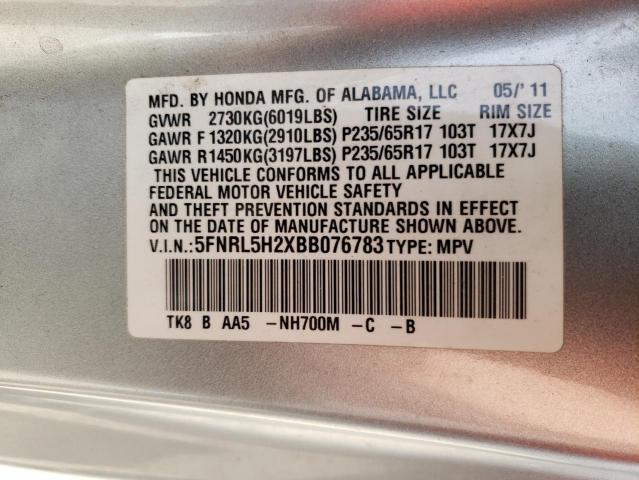 MFD. BY HONDA MFG. OF ALABAMA, LLC 05/' 11
GVWR 2730KG(6019LBS) TIRE SIZE RIM SIZE
GAWR F 1320KG(2910LBS) P235/65R17 103T 17X7J
GAWR R1450KG(3197LBS) P235/65R17 103T 17X7J
THIS VEHICLE CONFORMS TO ALL APPLICABLE
FEDERAL MOTOR VEHICLE SAFETY
AND THEFT PREVENTION STANDARDS IN EFFECT
ON THE DATE OF MANUFACTURE SHOWN ABOVE.
V.I.N.:5FNRL5H2XBB076783 TYPE: MPV
TK8 B AA5 -NH700M -C -B